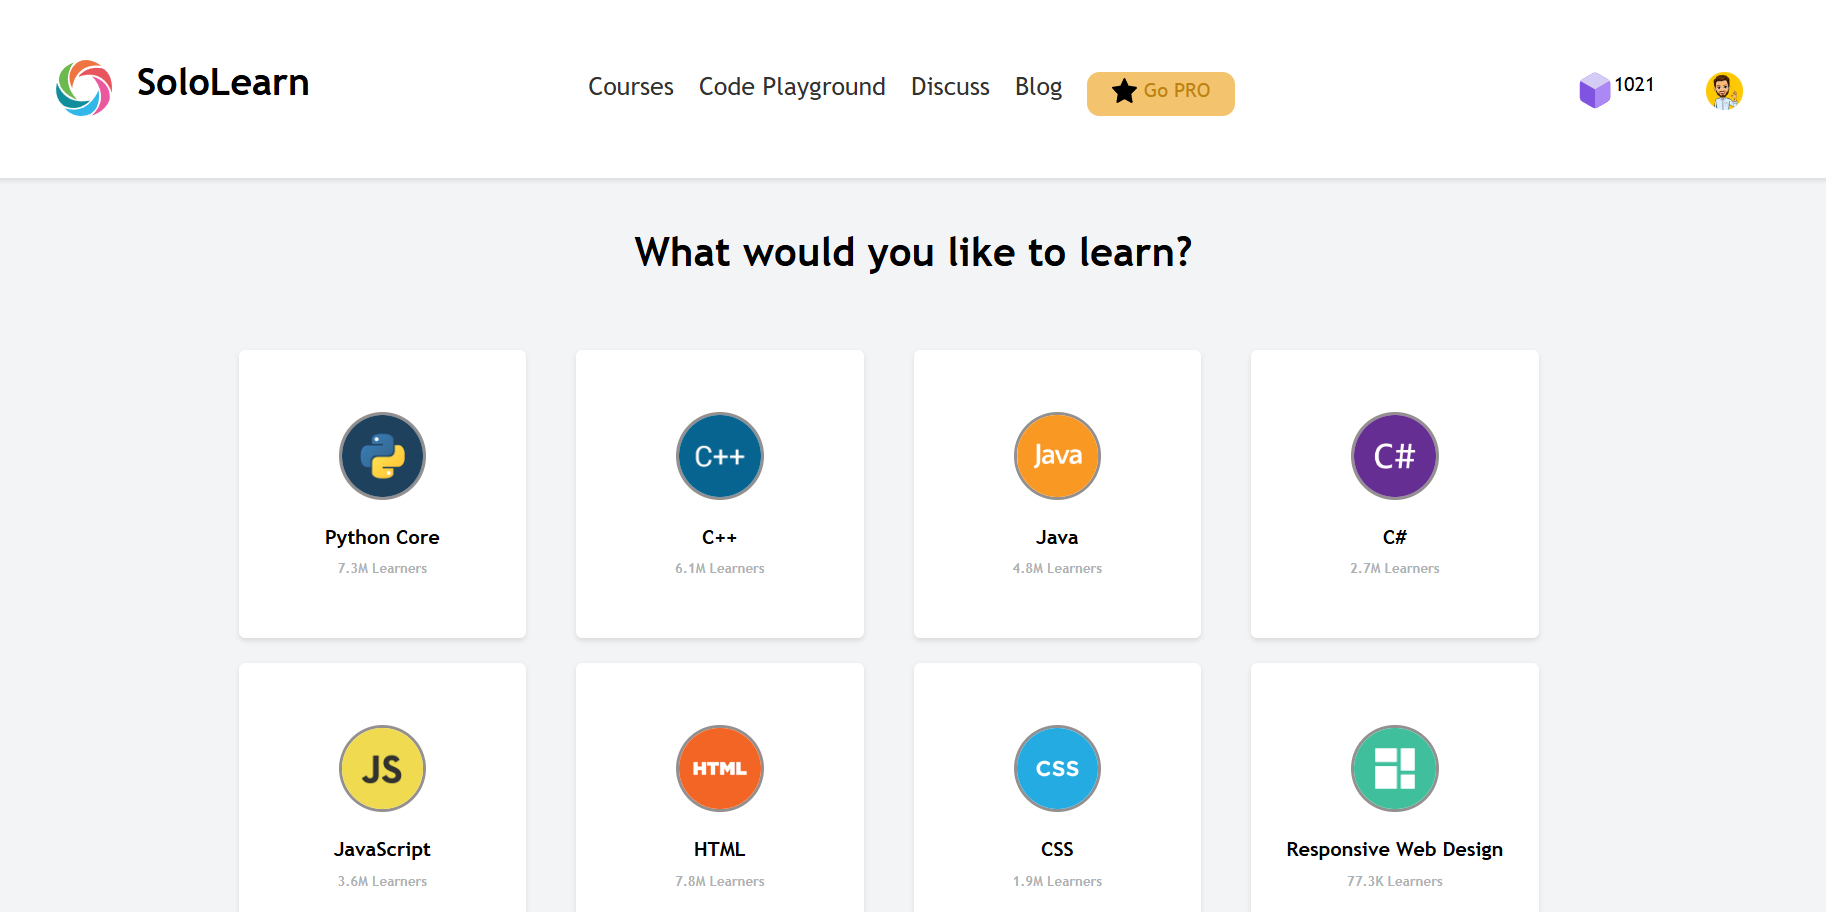 SoloLearn
Courses Code Playground Discuss Blog Go PRO
1021
What would you like to learn?
Python Core
7.3M Learners
C++
C++
6.1M Learners
Java
Java
4.8M Learners
C#
C#
2.7M Learners
JS
JavaScript
3.6M Learners
HTML
HTML
7.8M Learners
CSS
CSS
1.9M Learners
Responsive Web Design
77.3K Learners